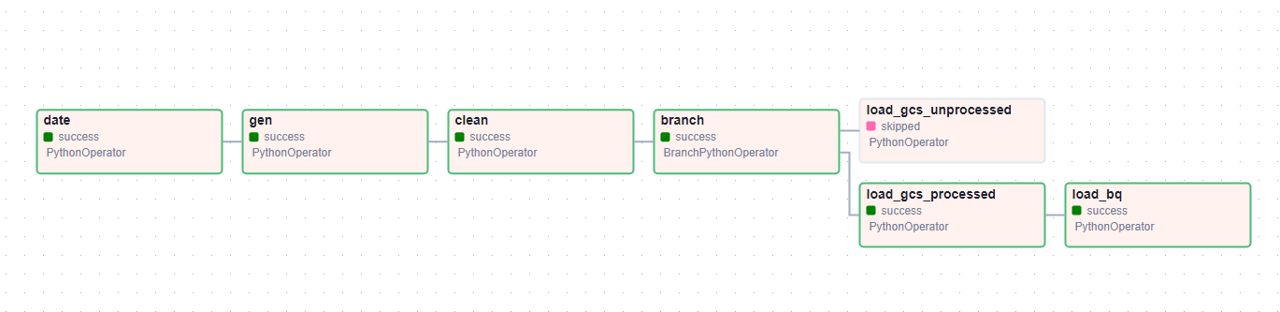 date
success
PythonOperator
gen
success
PythonOperator
clean
success
PythonOperator
branch
success
BranchPythonOperator
load_gcs_unprocessed
skipped
PythonOperator
load_gcs_processed
success
PythonOperator
load_bq
success
PythonOperator